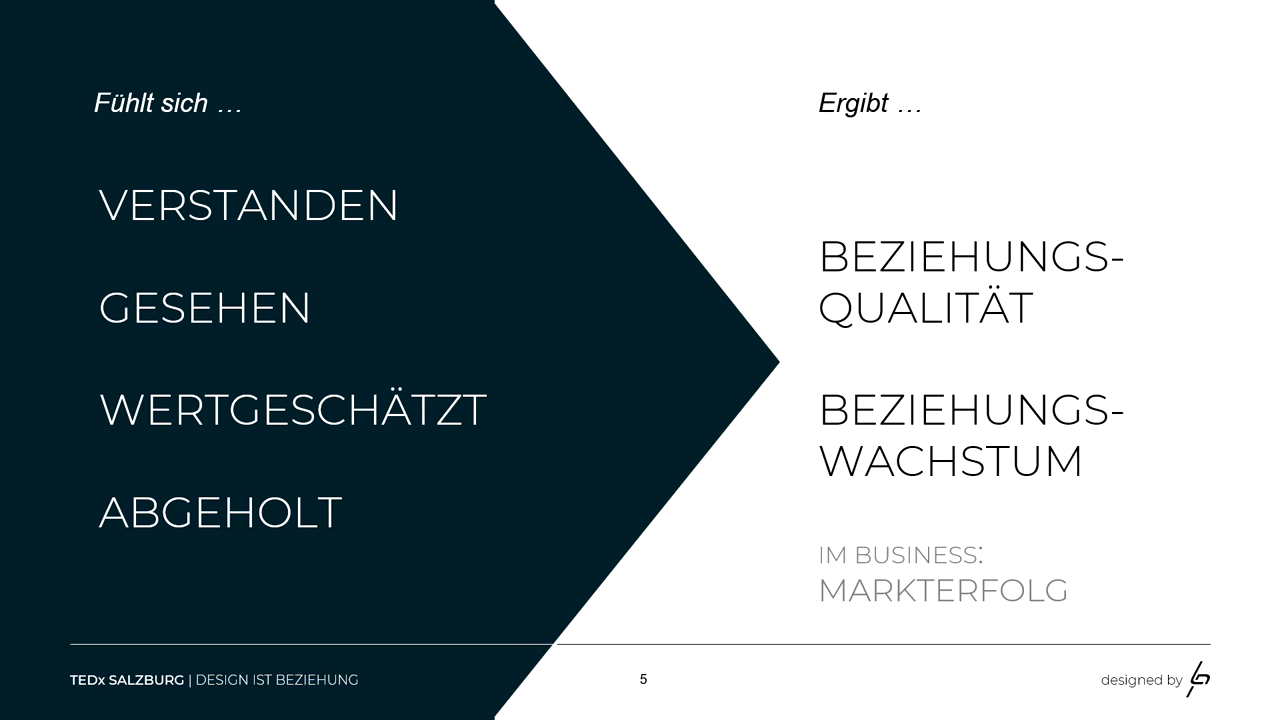 Fühlt sich …
VERSTANDEN
GESEHEN
WERTGESCHÄTZT
ABGEHOLT
Ergibt …
BEZIEHUNGS-
QUALITÄT
BEZIEHUNGS-
WACHSTUM
IM BUSINESS:
MARKTERFOLG
TEDx SALZBURG | DESIGN IST BEZIEHUNG
5
designed by